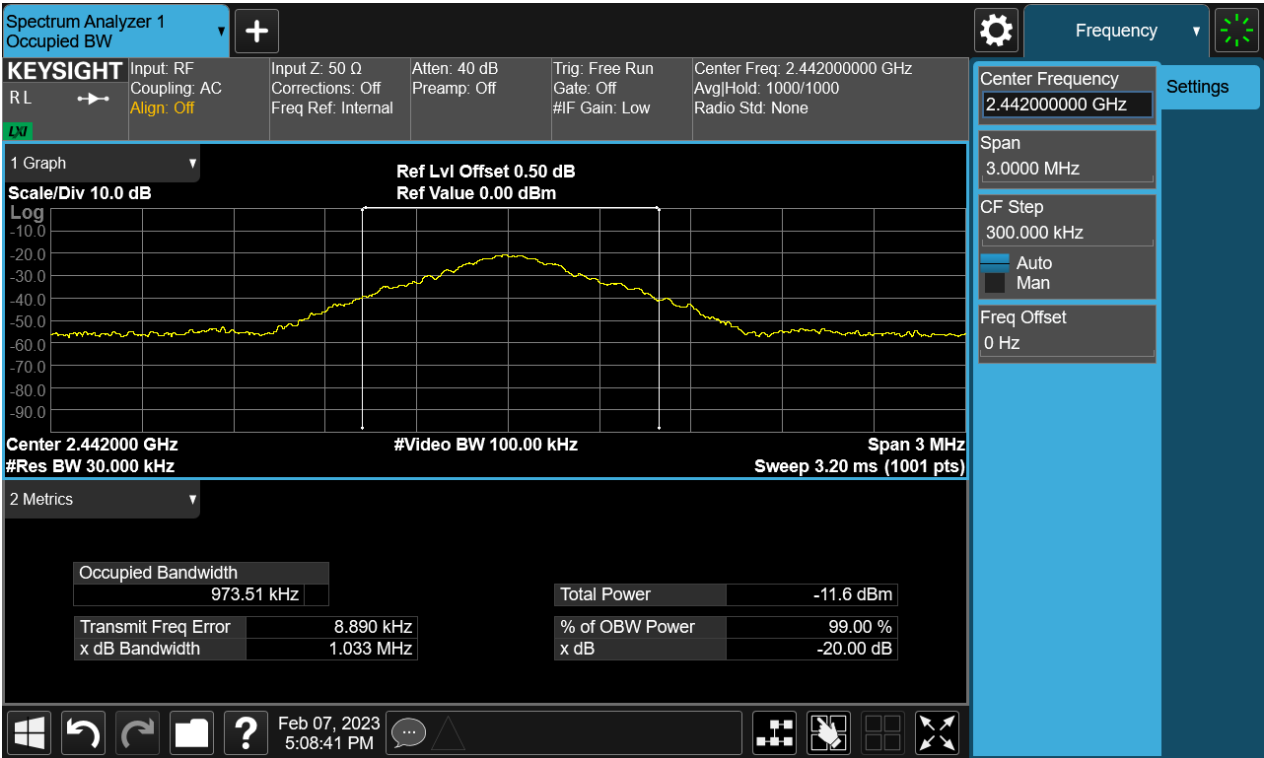 Spectrum Analyzer 1
Occupied BW
+
Frequency
KEYSIGHT
R L
LXI
Input: RF
Coupling: AC
Align: Off
Input Z: 50 Ω
Corrections: Off
Freq Ref: Internal
Atten: 40 dB
Preamp: Off
Trig: Free Run
Gate: Off
#IF Gain: Low
Center Freq: 2.442000000 GHz
Avg|Hold: 1000/1000
Radio Std: None
Center Frequency
2.442000000 GHz
Settings
Span
3.0000 MHz
CF Step
300.000 kHz
Auto
Man
Freq Offset
0 Hz
1 Graph
Scale/Div 10.0 dB
Ref Lvl Offset 0.50 dB
Ref Value 0.00 dBm
Log
-10.0
-20.0
-30.0
-40.0
-50.0
-60.0
-70.0
-80.0
-90.0
Center 2.442000 GHz
#Video BW 100.00 kHz
Span 3 MHz
#Res BW 30.000 kHz
Sweep 3.20 ms (1001 pts)
2 Metrics
Occupied Bandwidth
973.51 kHz
Total Power -11.6 dBm
Transmit Freq Error 8.890 kHz
% of OBW Power 99.00 %
x dB Bandwidth 1.033 MHz
x dB -20.00 dB
?
Feb 07, 2023
5:08:41 PM